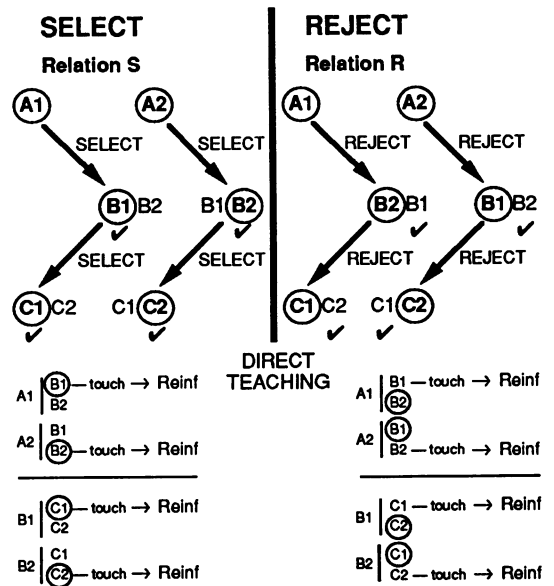 SELECT
Relation S
A1 A2
SELECT SELECT
B1 B2 B1 B2
SELECT SELECT
C1 C2 C1 C2
REJECT
Relation R
A1 A2
REJECT REJECT
B2 B1 B1 B2
REJECT REJECT
C1 C2 C1 C2
DIRECT
TEACHING
A1 B1 touch → Reinf
B2
A2 B1
B2 touch → Reinf
B1 C1 touch → Reinf
C2
B2 C1
C2 touch → Reinf
A1 B1 touch → Reinf
B2
A2 B1
B2 touch → Reinf
B1 C1 touch → Reinf
C2
B2 C1
C2 touch → Reinf